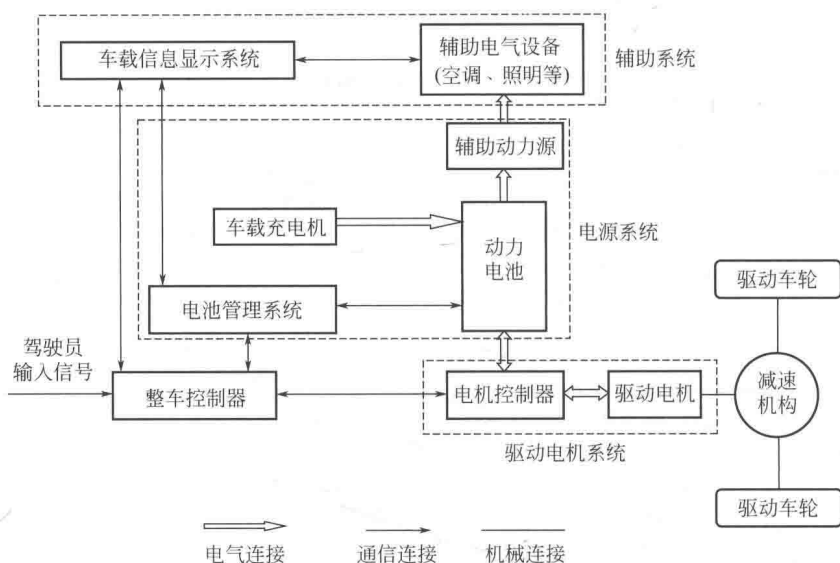 车载信息显示系统
辅助电气设备
(空调、照明等)
辅助系统
辅助动力源
车载充电机
动力
电池
电源系统
电池管理系统
驱动车轮
驾驶员
输入信号
整车控制器
电机控制器
驱动电机
减速
机构
驱动电机系统
驱动车轮
电气连接
通信连接
机械连接